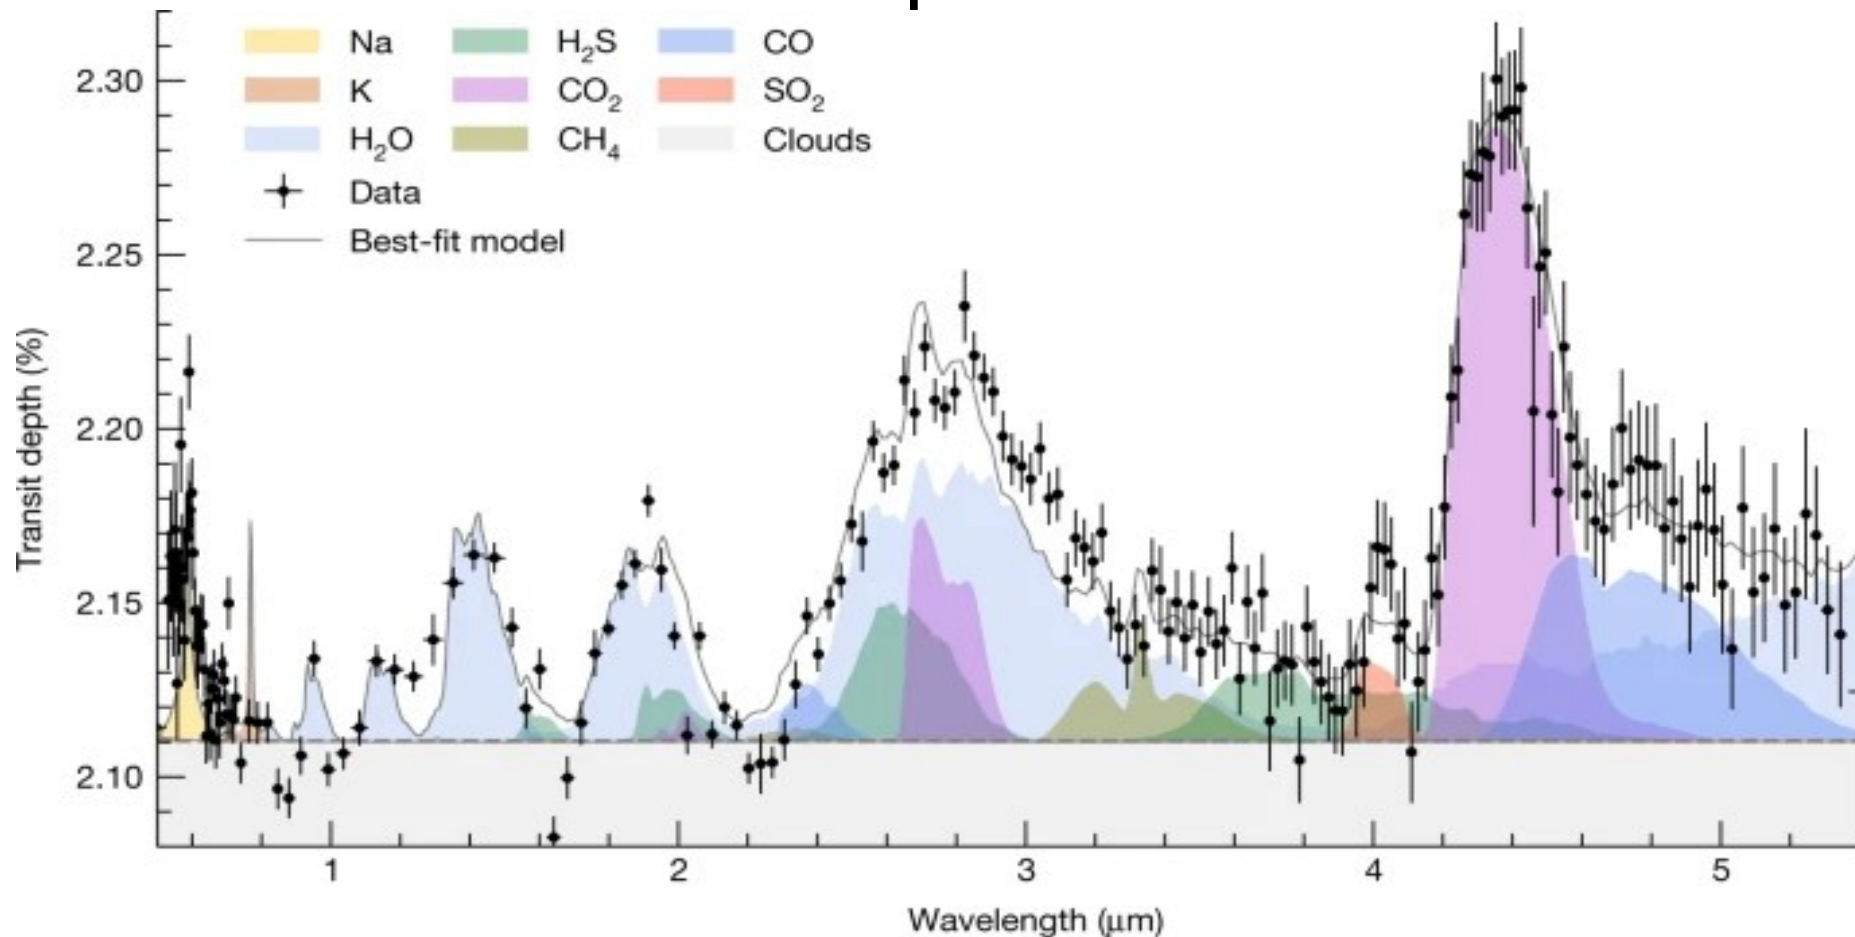 Na H₂S CO
K CO₂ SO₂
H₂O CH₄ Clouds
Data
Best-fit model
Transit depth (%)
2.30
2.25
2.20
2.15
2.10
1 2 3 4 5
Wavelength (μm)